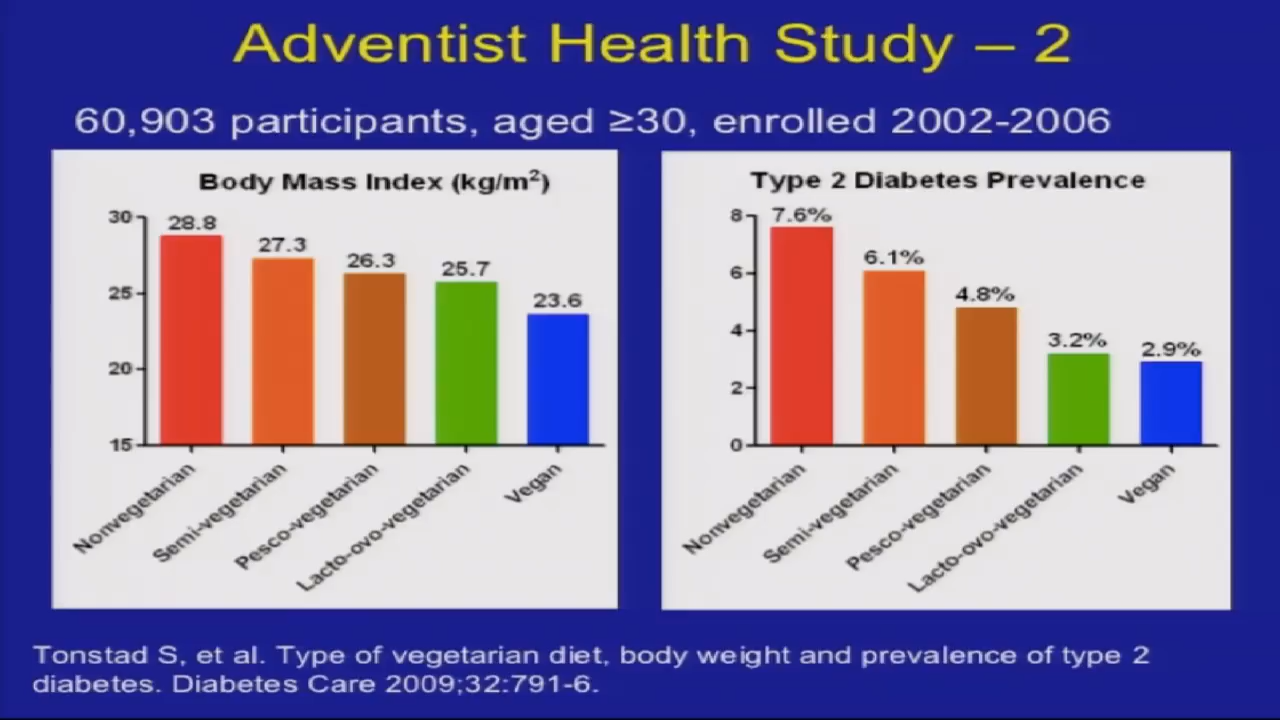 Adventist Health Study – 2
60,903 participants, aged ≥30, enrolled 2002-2006
Body Mass Index (kg/m²)
30
25
20
15
28.8
27.3
26.3
25.7
23.6
Nonvegetarian
Semi-vegetarian
Pesco-vegetarian
Lacto-ovo-vegetarian
Vegan
Type 2 Diabetes Prevalence
8
6
4
2
0
7.6%
6.1%
4.8%
3.2%
2.9%
Nonvegetarian
Semi-vegetarian
Pesco-vegetarian
Lacto-ovo-vegetarian
Vegan
Tonstad S, et al. Type of vegetarian diet, body weight and prevalence of type 2
diabetes. Diabetes Care 2009;32:791-6.